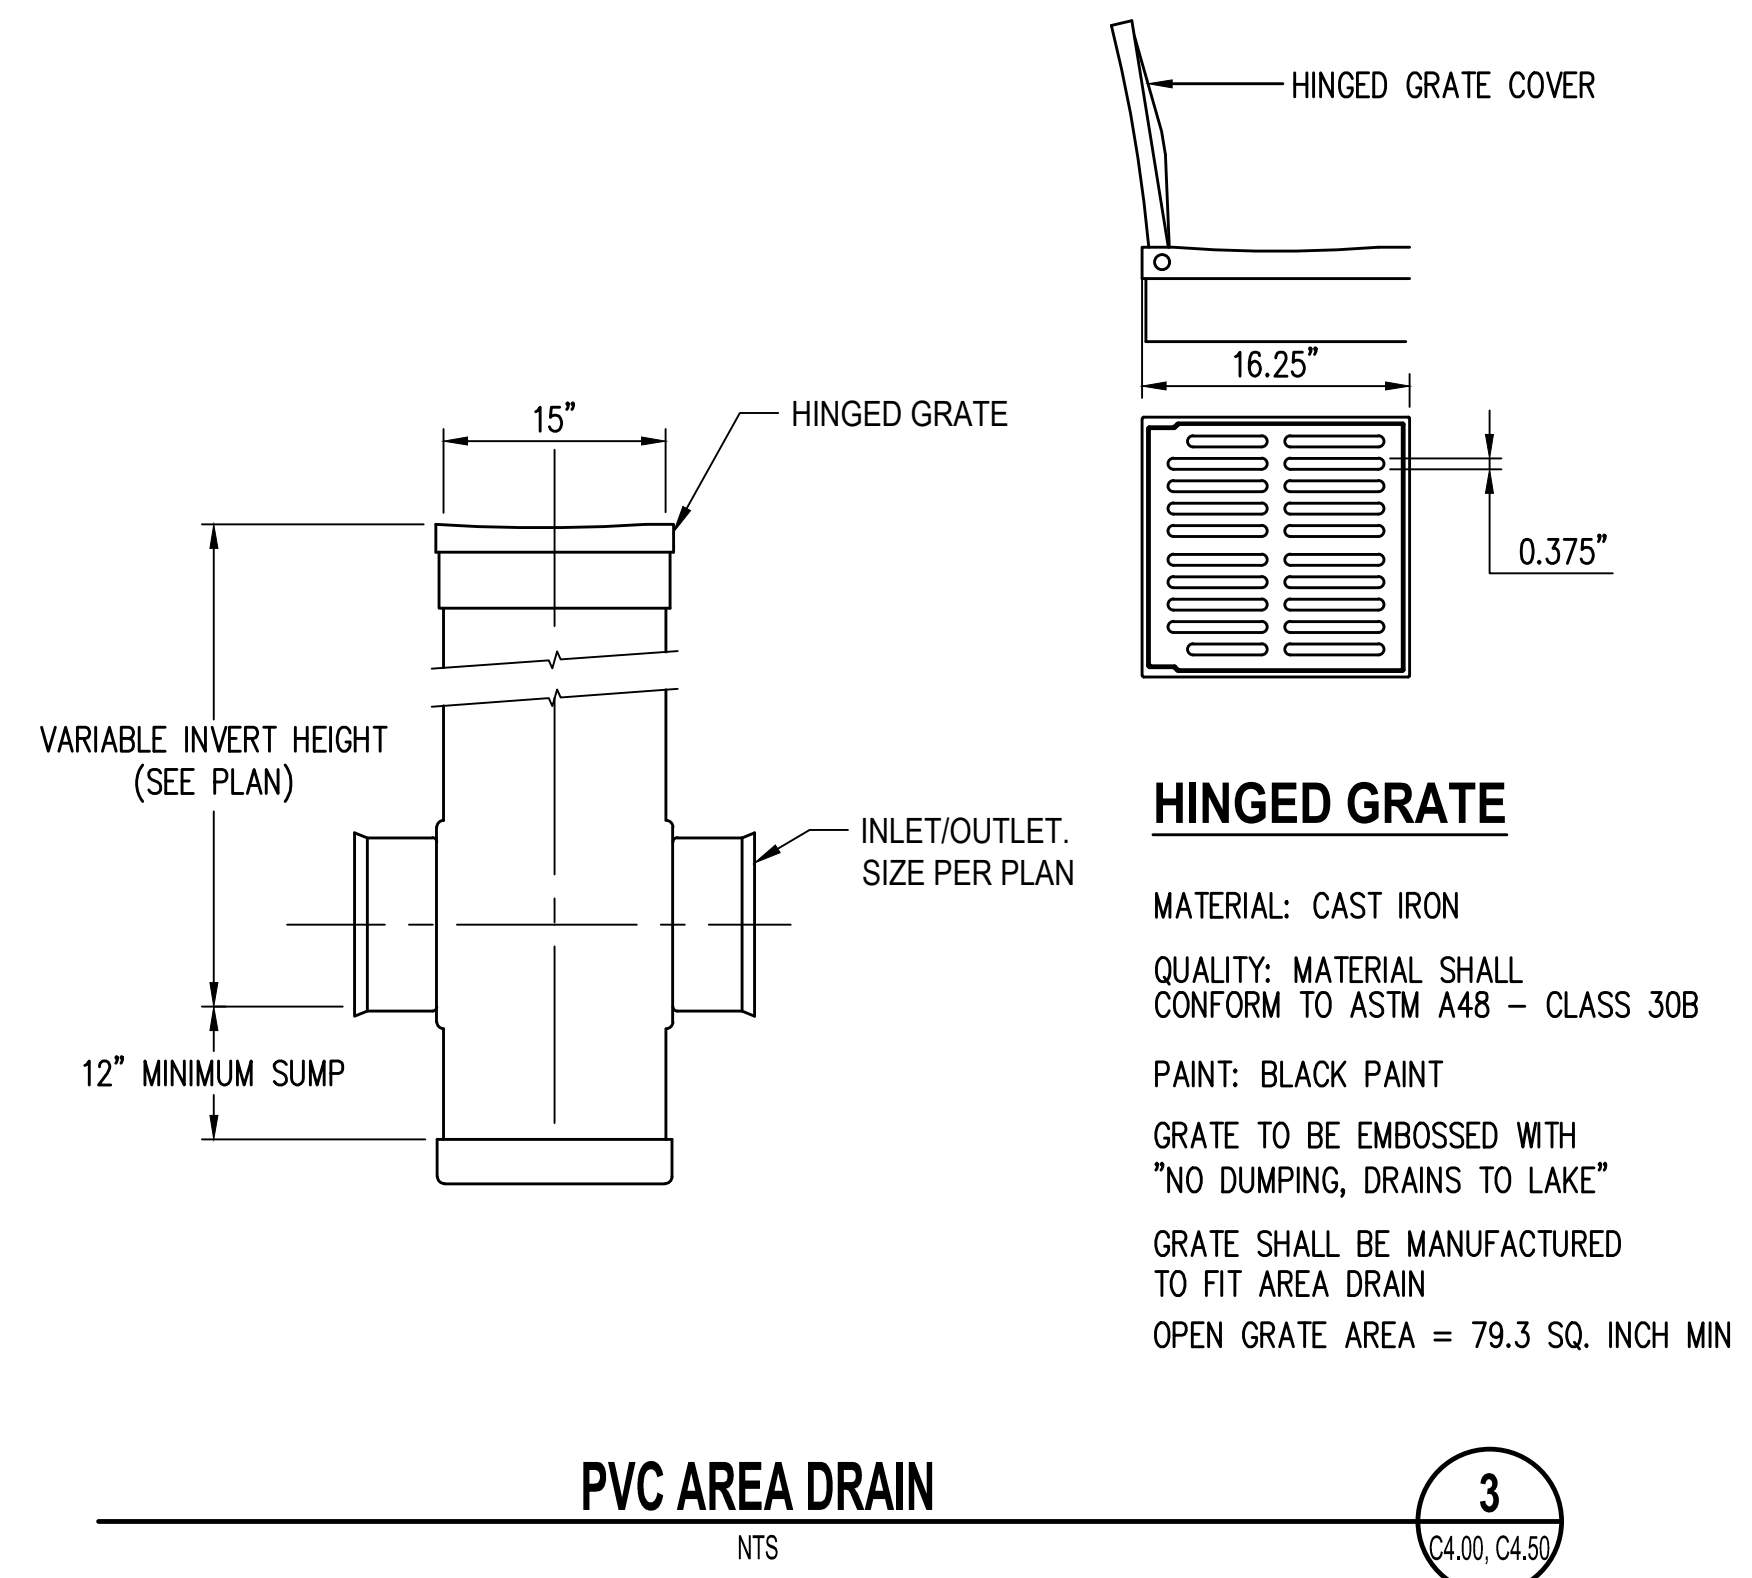 HINGED GRATE COVER
16.25”
15”
HINGED GRATE
0.375”
VARIABLE INVERT HEIGHT
(SEE PLAN)
INLET/OUTLET.
SIZE PER PLAN
12” MINIMUM SUMP
HINGED GRATE
MATERIAL: CAST IRON
QUALITY: MATERIAL SHALL
CONFORM TO ASTM A48 – CLASS 30B
PAINT: BLACK PAINT
GRATE TO BE EMBOSSED WITH
”NO DUMPING, DRAINS TO LAKE”
GRATE SHALL BE MANUFACTURED
TO FIT AREA DRAIN
OPEN GRATE AREA = 79.3 SQ. INCH MIN
PVC AREA DRAIN
NTS
3
C4.00, C4.50